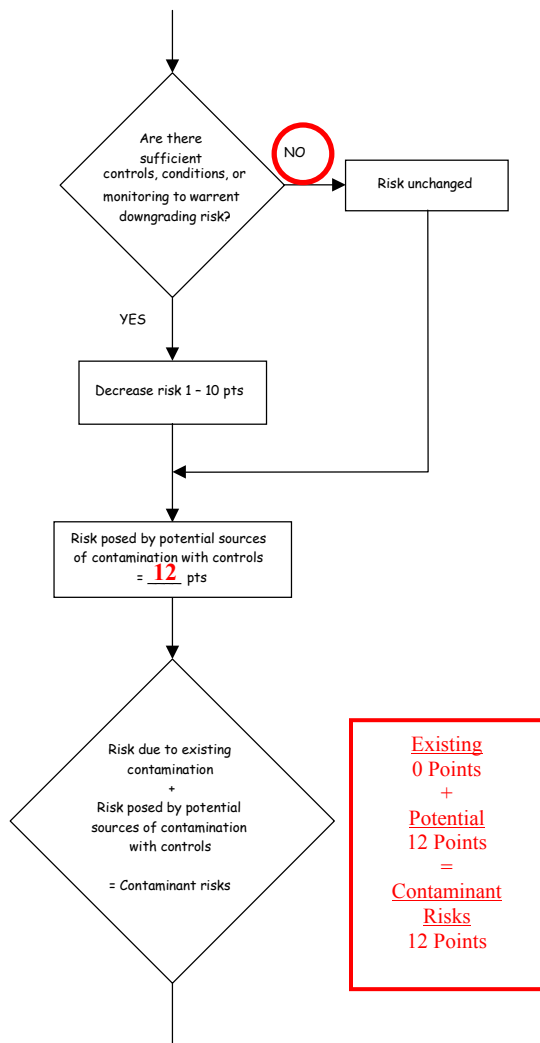 Are there
sufficient
controls, conditions, or
monitoring to warrent
downgrading risk?
NO
Risk unchanged
YES
Decrease risk 1 – 10 pts
Risk posed by potential sources
of contamination with controls
= 12 pts
Risk due to existing
contamination
+
Risk posed by potential
sources of contamination
with controls
= Contaminant risks
Existing
0 Points
+
Potential
12 Points
=
Contaminant
Risks
12 Points